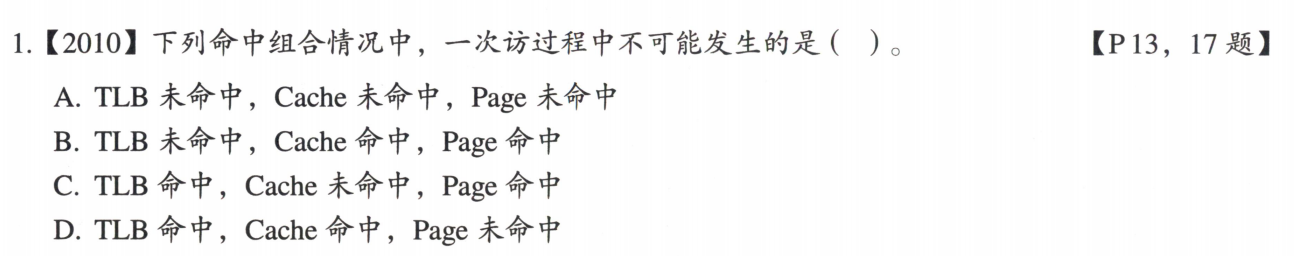 1.【2010】下列命中组合情况中，一次访过程中不可能发生的是（ ）。 【P13，17题】
A. TLB 未命中，Cache 未命中，Page 未命中
B. TLB 未命中，Cache 命中，Page 命中
C. TLB 命中，Cache 未命中，Page 命中
D. TLB 命中，Cache 命中，Page 未命中